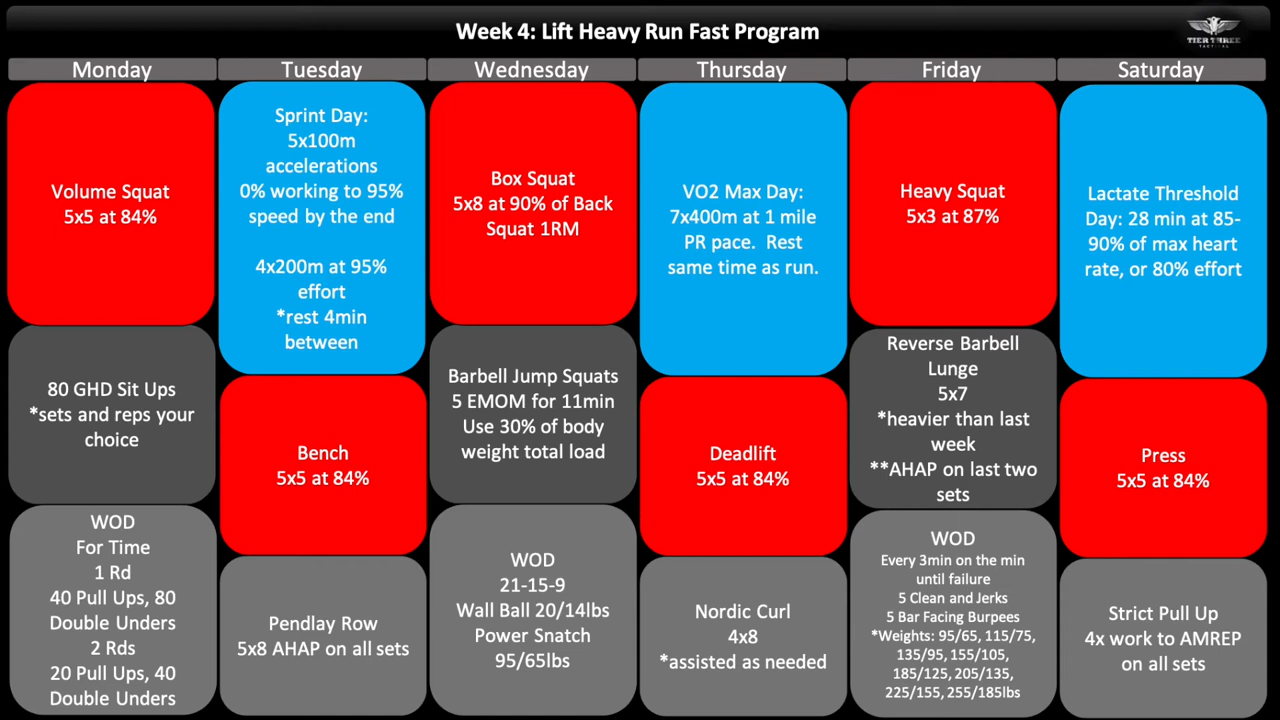 Week 4: Lift Heavy Run Fast Program
TIER THREE
TACTICAL
Monday
Tuesday
Wednesday
Thursday
Friday
Saturday
Volume Squat
5x5 at 84%
80 GHD Sit Ups
*sets and reps your
choice
WOD
For Time
1 Rd
40 Pull Ups, 80
Double Unders
2 Rds
20 Pull Ups, 40
Double Unders
Sprint Day:
5x100m
accelerations
0% working to 95%
speed by the end
4x200m at 95%
effort
*rest 4min
between
Bench
5x5 at 84%
Pendlay Row
5x8 AHAP on all sets
Box Squat
5x8 at 90% of Back
Squat 1RM
Barbell Jump Squats
5 EMOM for 11min
Use 30% of body
weight total load
WOD
21-15-9
Wall Ball 20/14lbs
Power Snatch
95/65lbs
VO2 Max Day:
7x400m at 1 mile
PR pace.  Rest
same time as run.
Deadlift
5x5 at 84%
Nordic Curl
4x8
*assisted as needed
Heavy Squat
5x3 at 87%
Reverse Barbell
Lunge
5x7
*heavier than last
week
**AHAP on last two
sets
WOD
Every 3min on the min
until failure
5 Clean and Jerks
5 Bar Facing Burpees
*Weights: 95/65, 115/75,
135/95, 155/105,
185/125, 205/135,
225/155, 255/185lbs
Lactate Threshold
Day: 28 min at 85-
90% of max heart
rate, or 80% effort
Press
5x5 at 84%
Strict Pull Up
4x work to AMREP
on all sets